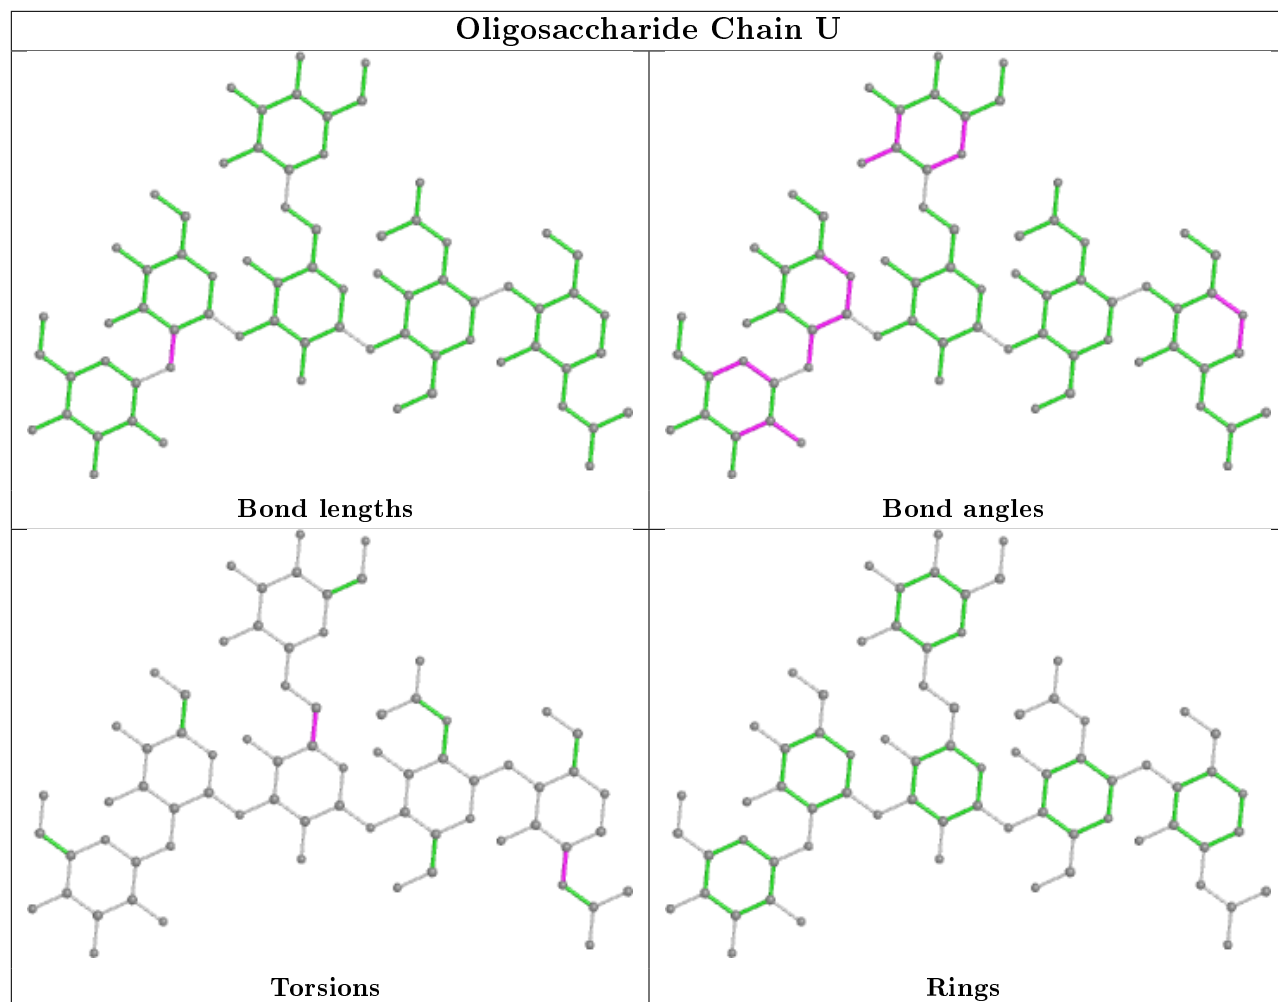 Oligosaccharide Chain U
Bond lengths
Bond angles
Torsions
Rings